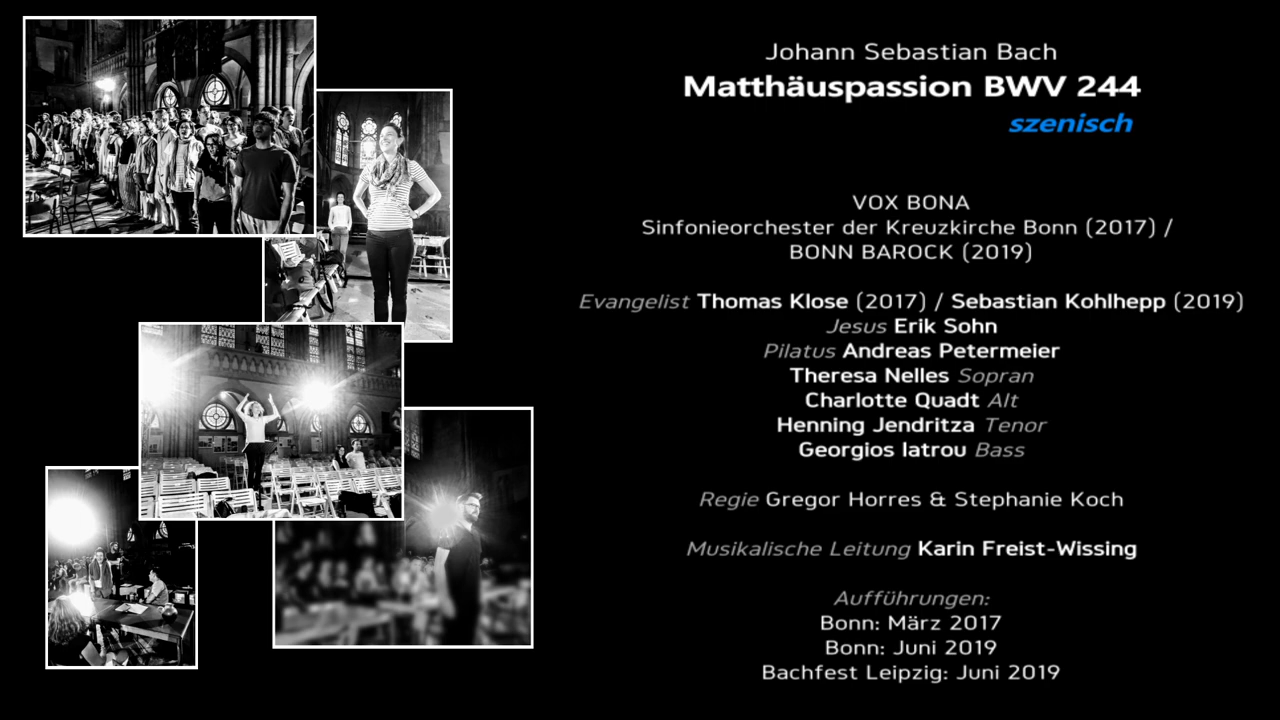 Johann Sebastian Bach
Matthäuspassion BWV 244
szenisch
VOX BONA
Sinfonieorchester der Kreuzkirche Bonn (2017) /
BONN BAROCK (2019)
Evangelist Thomas Klose (2017) / Sebastian Kohlhepp (2019)
Jesus Erik Sohn
Pilatus Andreas Petermeier
Theresa Nelles Sopran
Charlotte Quadt Alt
Henning Jendritza Tenor
Georgios Iatrou Bass
Regie Gregor Horres & Stephanie Koch
Musikalische Leitung Karin Freist-Wissing
Aufführungen:
Bonn: März 2017
Bonn: Juni 2019
Bachfest Leipzig: Juni 2019